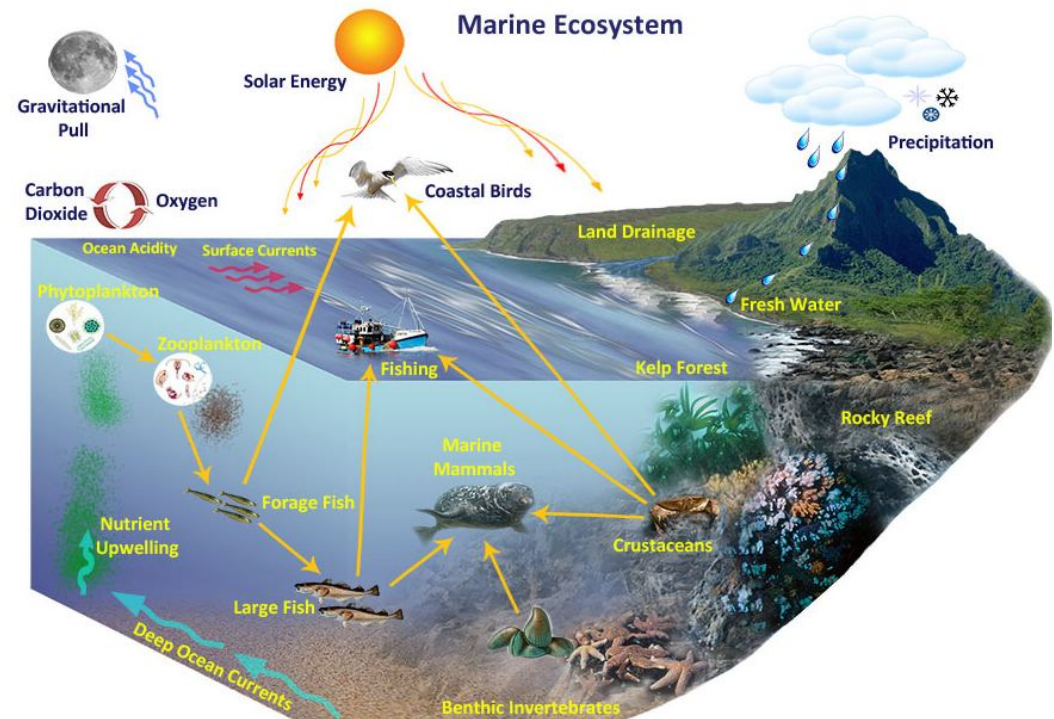 Marine Ecosystem
Solar Energy
Gravitational
Pull
Precipitation
Carbon
Dioxide
Oxygen
Coastal Birds
Ocean Acidity
Surface Currents
Land Drainage
Phytoplankton
Fresh Water
Zooplankton
Fishing
Kelp Forest
Rocky Reef
Marine
Mammals
Forage Fish
Nutrient
Upwelling
Crustaceans
Large Fish
Deep Ocean Currents
Benthic Invertebrates